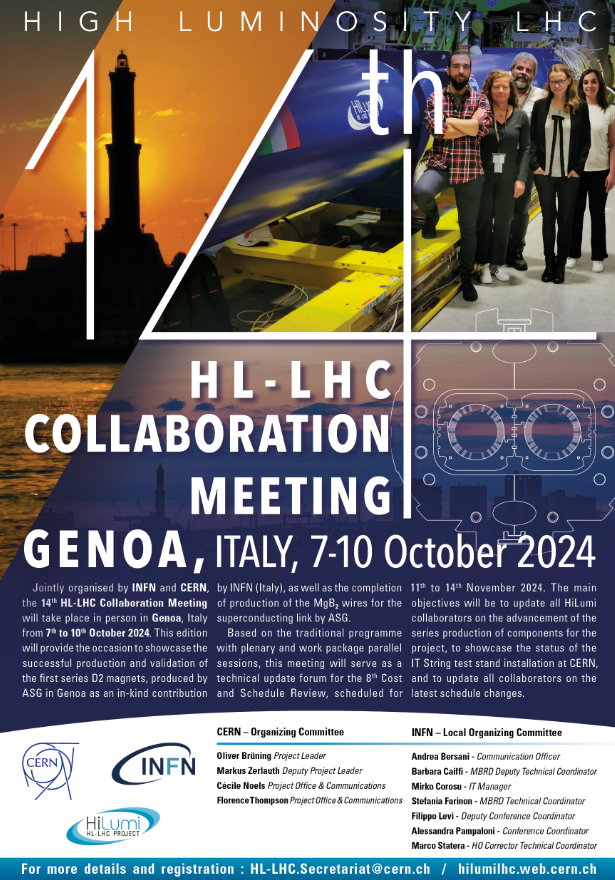 HIGH LUMINOSITY LHC
14th
HiLumi
HL-LHC
HL-LHC
COLLABORATION
MEETING
GENOA, ITALY, 7-10 October 2024
Jointly organised by INFN and CERN,
the 14th HL-LHC Collaboration Meeting
will take place in person in Genoa, Italy
from 7th to 10th October 2024. This edition
will provide the occasion to showcase the
successful production and validation of
the first series D2 magnets, produced by
ASG in Genoa as an in-kind contribution
by INFN (Italy), as well as the completion
of production of the MgB₂ wires for the
superconducting link by ASG.
Based on the traditional programme
with plenary and work package parallel
sessions, this meeting will serve as a
technical update forum for the 8th Cost
and Schedule Review, scheduled for
11th to 14th November 2024. The main
objectives will be to update all HiLumi
collaborators on the advancement of the
series production of components for the
project, to showcase the status of the
IT String test stand installation at CERN,
and to update all collaborators on the
latest schedule changes.
CERN
INFN
HiLumi
HL-LHC PROJECT
CERN – Organizing Committee
Oliver Brüning Project Leader
Markus Zerlauth Deputy Project Leader
Cécile Noels Project Office & Communications
Florence Thompson Project Office & Communications
INFN – Local Organizing Committee
Andrea Bersani - Communication Officer
Barbara Caiffi - MBRD Deputy Technical Coordinator
Mirko Corosu - IT Manager
Stefania Farinon - MBRD Technical Coordinator
Filippo Levi - Deputy Conference Coordinator
Alessandra Pampaloni - Conference Coordinator
Marco Statera - HO Corrector Technical Coordinator
For more details and registration : HL-LHC.Secretariat@cern.ch / hilumilhc.web.cern.ch